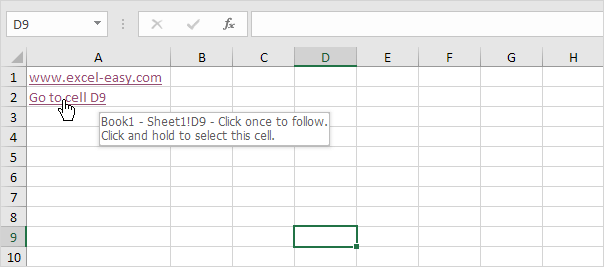 D9
fx
A B C D E F G H
1 www.excel-easy.com
2 Go to cell D9
3
Book1 - Sheet1!D9 - Click once to follow.
4
Click and hold to select this cell.
5
6
7
8
9
10